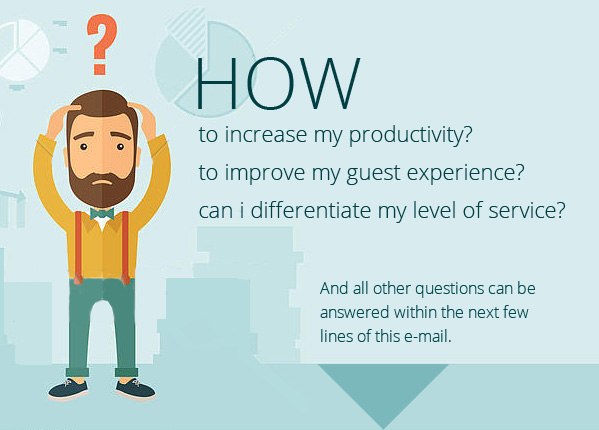 ?
HOW
to increase my productivity?
to improve my guest experience?
can i differentiate my level of service?
And all other questions can be
answered within the next few
lines of this e-mail.